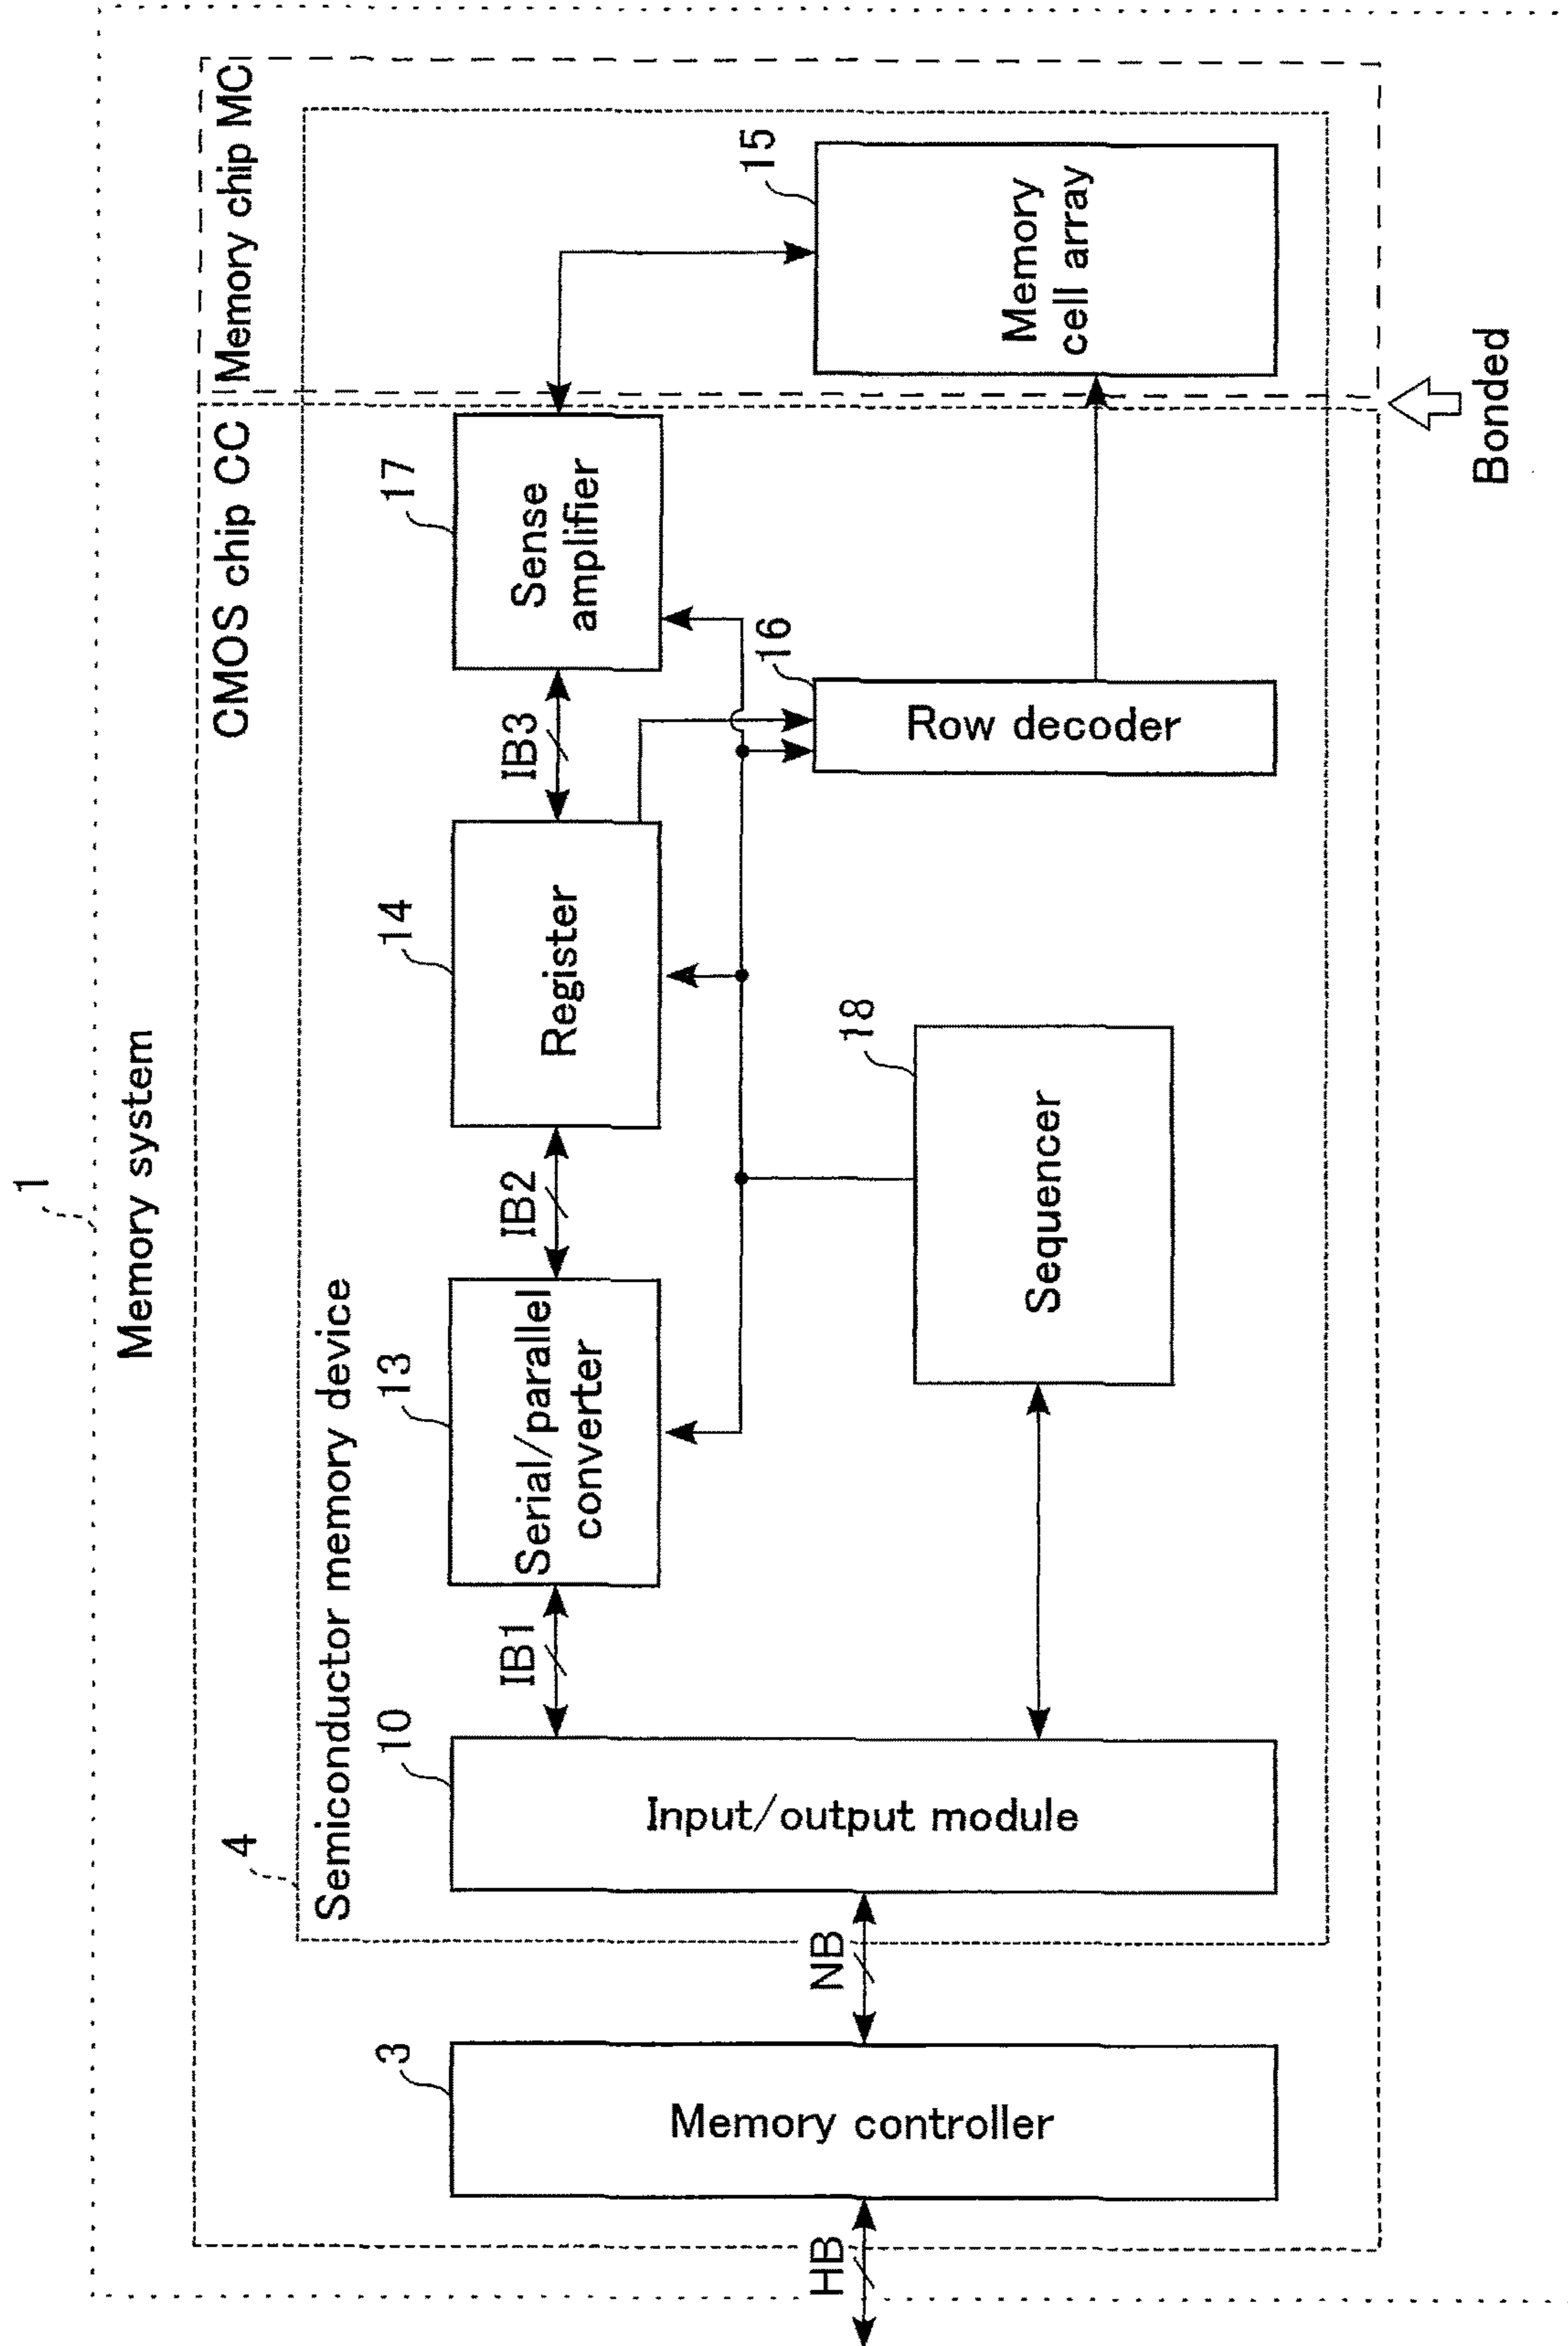 1
Memory system
CMOS chip CC
Memory chip MC
4
Semiconductor memory device
3
Memory controller
HB
NB
10
Input/output module
IB1
13
Serial/parallel
converter
IB2
14
Register
IB3
17
Sense
amplifier
18
Sequencer
16
Row decoder
15
Memory
cell array
Bonded